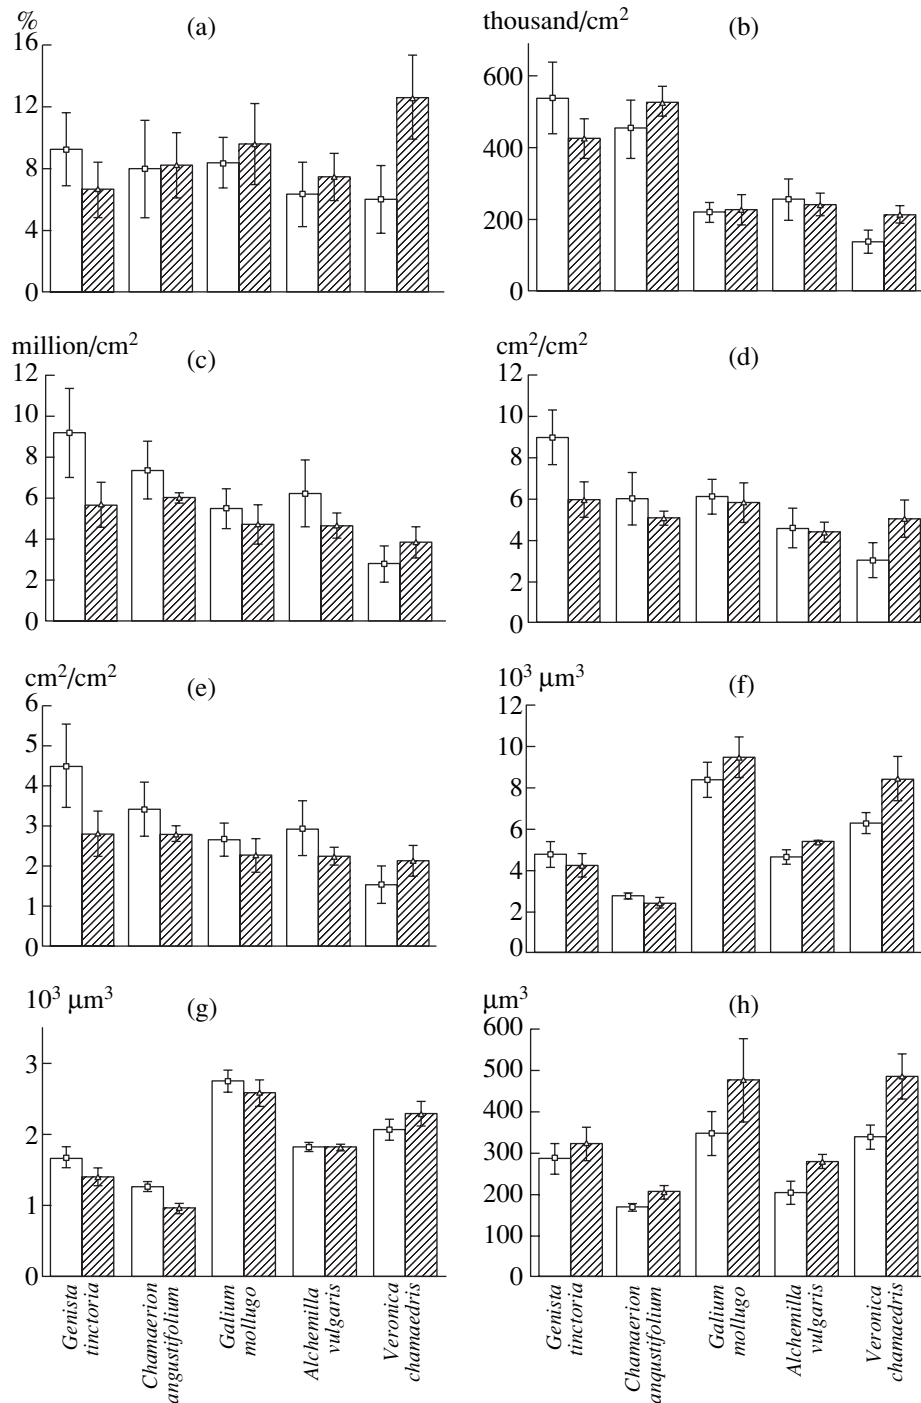 %
(a)
16
12
8
4
0
thousand/cm²
(b)
600
400
200
0
million/cm²
(c)
12
10
8
6
4
2
0
cm²/cm²
(d)
12
10
8
6
4
2
0
cm²/cm²
(e)
6
5
4
3
2
1
0
10³ μm³
(f)
12
10
8
6
4
2
0
10³ μm³
(g)
3
2
1
0
Genista
tinctoria
Chamaerion
angustifolium
Galium
mollugo
Alchemilla
vulgaris
Veronica
chamaedris
μm³
(h)
600
500
400
300
200
100
0
Genista
tinctoria
Chamaerion
anqustifolium
Galium
mollugo
Alchemilla
vulgaris
Veronica
chamaedris